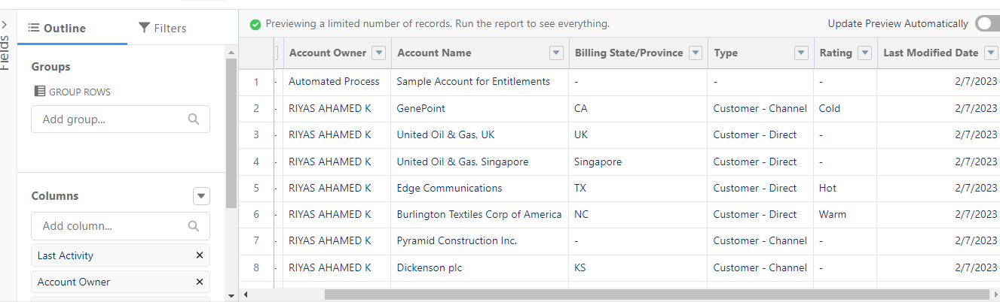 Fields
Outline
Filters
Groups
GROUP ROWS
Add group...
Columns
Add column...
Last Activity
Account Owner
Previewing a limited number of records. Run the report to see everything.
Update Preview Automatically
Account Owner Account Name Billing State/Province Type Rating Last Modified Date
1 - Automated Process Sample Account for Entitlements - - - 2/7/2023
2 - RIYAS AHAMED K GenePoint CA Customer - Channel Cold 2/7/2023
3 - RIYAS AHAMED K United Oil & Gas, UK UK Customer - Direct - 2/7/2023
4 - RIYAS AHAMED K United Oil & Gas, Singapore Singapore Customer - Direct - 2/7/2023
5 - RIYAS AHAMED K Edge Communications TX Customer - Direct Hot 2/7/2023
6 - RIYAS AHAMED K Burlington Textiles Corp of America NC Customer - Direct Warm 2/7/2023
7 - RIYAS AHAMED K Pyramid Construction Inc. - Customer - Channel - 2/7/2023
8 - RIYAS AHAMED K Dickenson plc KS Customer - Channel - 2/7/2023